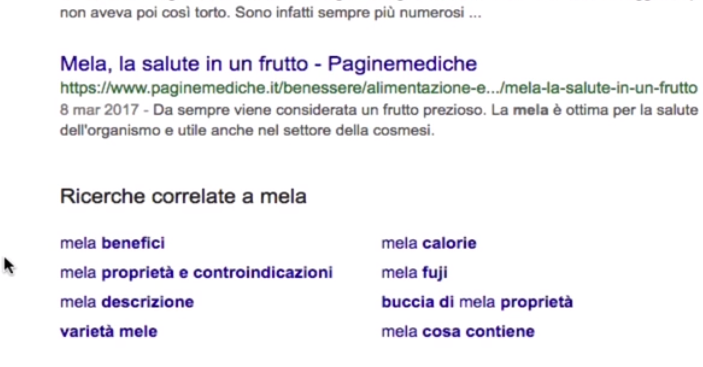 non aveva poi così torto. Sono infatti sempre più numerosi ...
Mela, la salute in un frutto - Paginemediche
https://www.paginemediche.it/benessere/alimentazione-e.../mela-la-salute-in-un-frutto
8 mar 2017 - Da sempre viene considerata un frutto prezioso. La mela è ottima per la salute
dell'organismo e utile anche nel settore della cosmesi.
Ricerche correlate a mela
mela benefici
mela proprietà e controindicazioni
mela descrizione
varietà mele
mela calorie
mela fuji
buccia di mela proprietà
mela cosa contiene